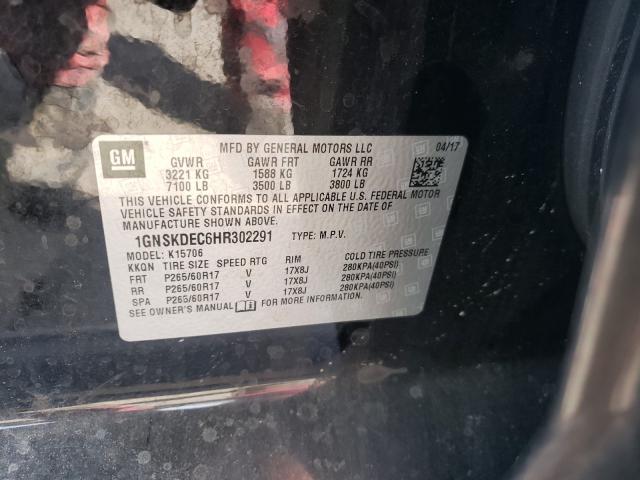 MFD BY GENERAL MOTORS LLC 04/17
GM
GVWR GAWR FRT GAWR RR
3221 KG 1588 KG 1724 KG
7100 LB 3500 LB 3800 LB
THIS VEHICLE CONFORMS TO ALL APPLICABLE U.S. FEDERAL MOTOR
VEHICLE SAFETY STANDARDS IN EFFECT ON THE DATE OF
MANUFACTURE SHOWN ABOVE.
1GNSKDEC6HR302291 TYPE: M.P.V.
MODEL: K15706
KKQN TIRE SIZE SPEED RTG RIM COLD TIRE PRESSURE
FRT P265/60R17 V 17X8J 280KPA(40PSI)
RR P265/60R17 V 17X8J 280KPA(40PSI)
SPA P265/60R17 V 17X8J 280KPA(40PSI)
SEE OWNER'S MANUAL FOR MORE INFORMATION